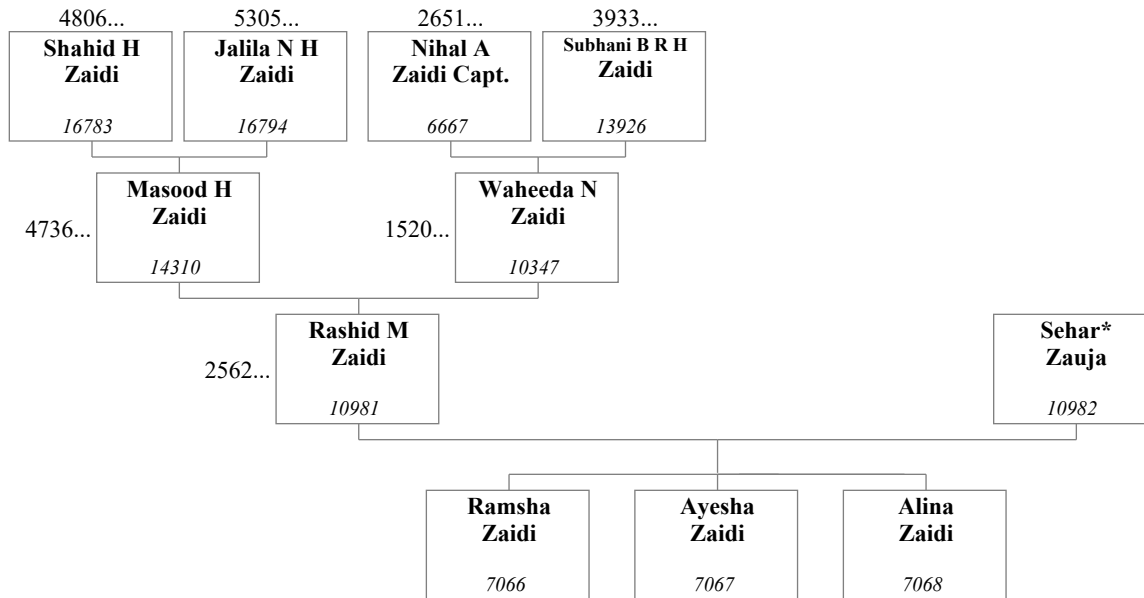 4806... 5305... 2651... 3933...
Shahid H
Zaidi
16783
Jalila N H
Zaidi
16794
Nihal A
Zaidi Capt.
6667
Subhani B R H
Zaidi
13926
4736...
Masood H
Zaidi
14310
1520...
Waheeda N
Zaidi
10347
2562...
Rashid M
Zaidi
10981
Sehar*
Zauja
10982
Ramsha
Zaidi
7066
Ayesha
Zaidi
7067
Alina
Zaidi
7068